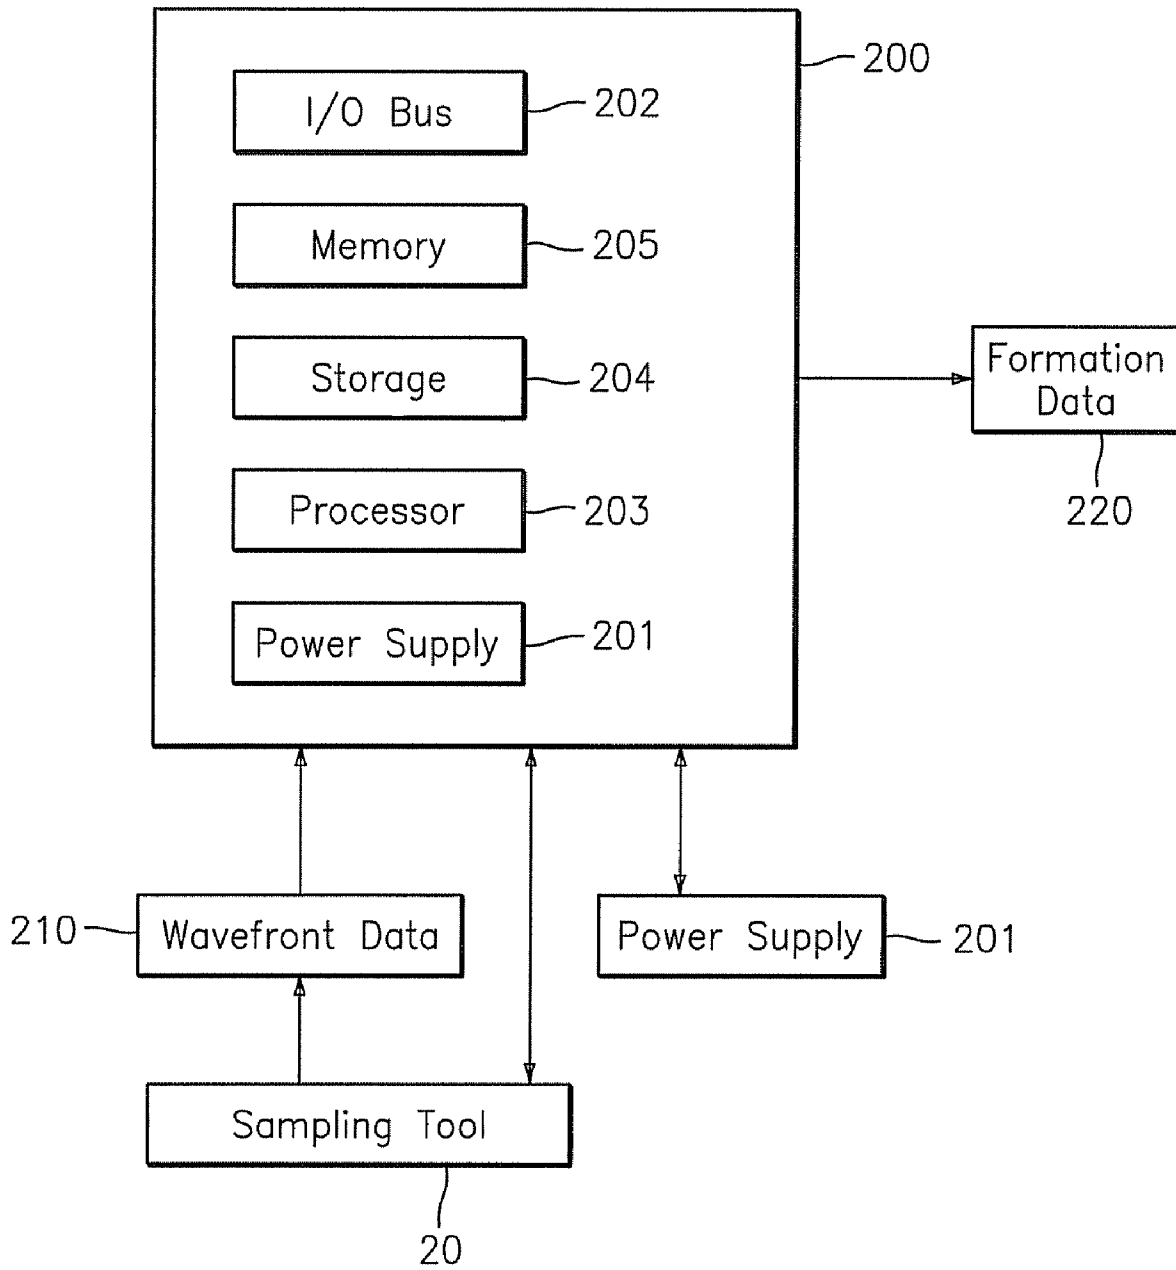 200
I/O Bus
202
Memory
205
Storage
204
Formation
Data
220
Processor
203
Power Supply
201
210
Wavefront Data
Power Supply
201
Sampling Tool
20